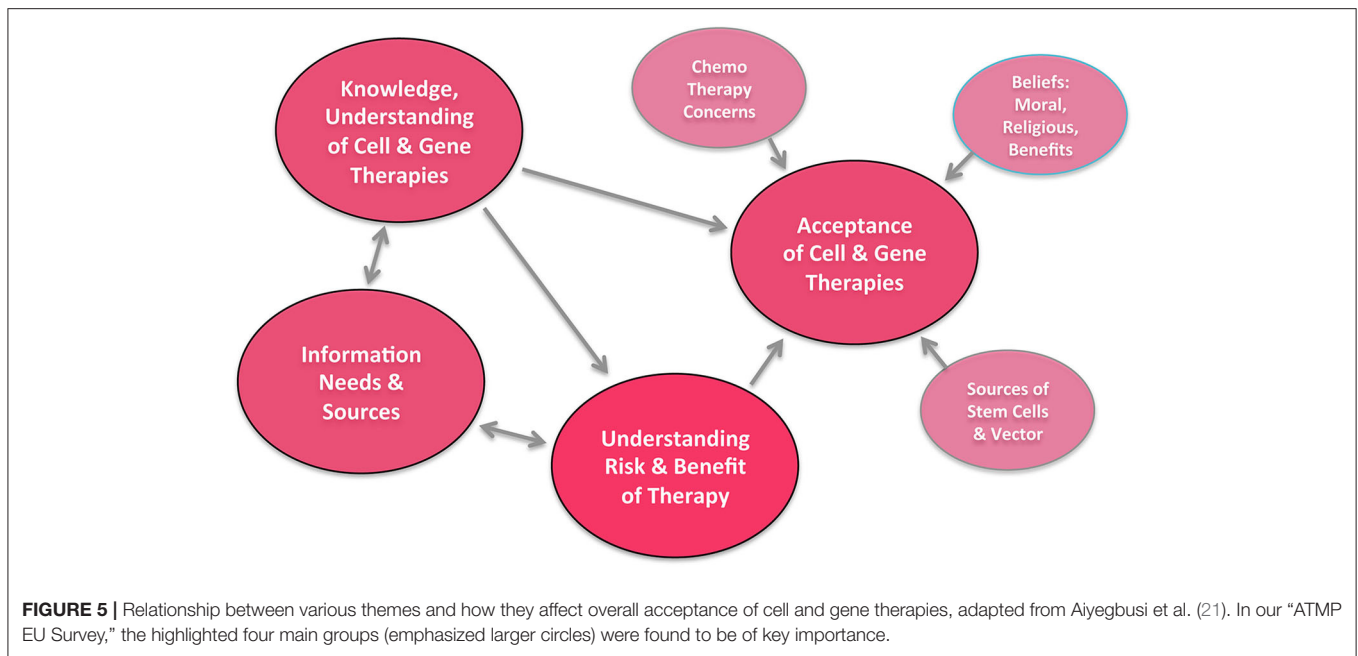 Knowledge,
Understanding
of Cell & Gene
Therapies
Chemo
Therapy
Concerns
Beliefs:
Moral,
Religious,
Benefits
Acceptance
of Cell & Gene
Therapies
Information
Needs &
Sources
Understanding
Risk & Benefit
of Therapy
Sources of
Stem Cells
& Vector
FIGURE 5 | Relationship between various themes and how they affect overall acceptance of cell and gene therapies, adapted from Aiyegbusi et al. (21). In our “ATMP
EU Survey,” the highlighted four main groups (emphasized larger circles) were found to be of key importance.